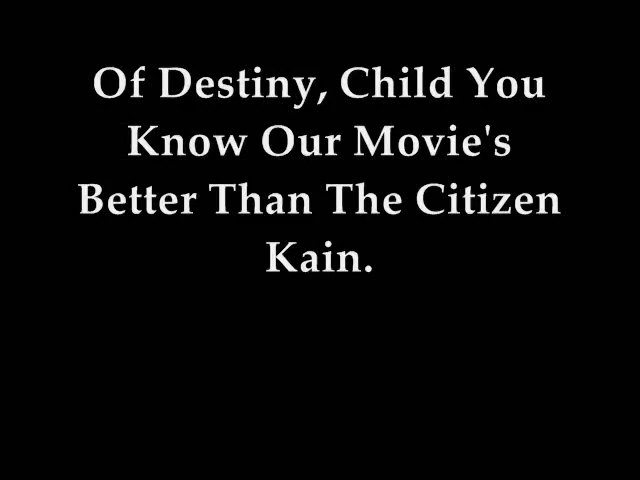 Of Destiny, Child You
Know Our Movie's
Better Than The Citizen
Kain.